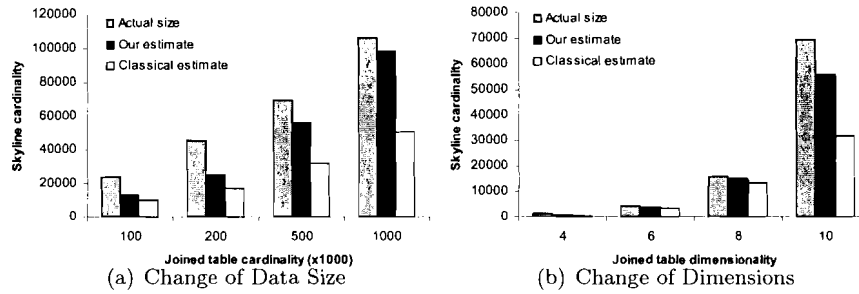 Actual size
Our estimate
Classical estimate
Skyline cardinality
120000
100000
80000
60000
40000
20000
0
100
200
500
1000
Joined table cardinality (x1000)
(a) Change of Data Size
Actual size
Our estimate
Classical estimate
Skyline cardinality
80000
70000
60000
50000
40000
30000
20000
10000
0
4
6
8
10
Joined table dimensionality
(b) Change of Dimensions